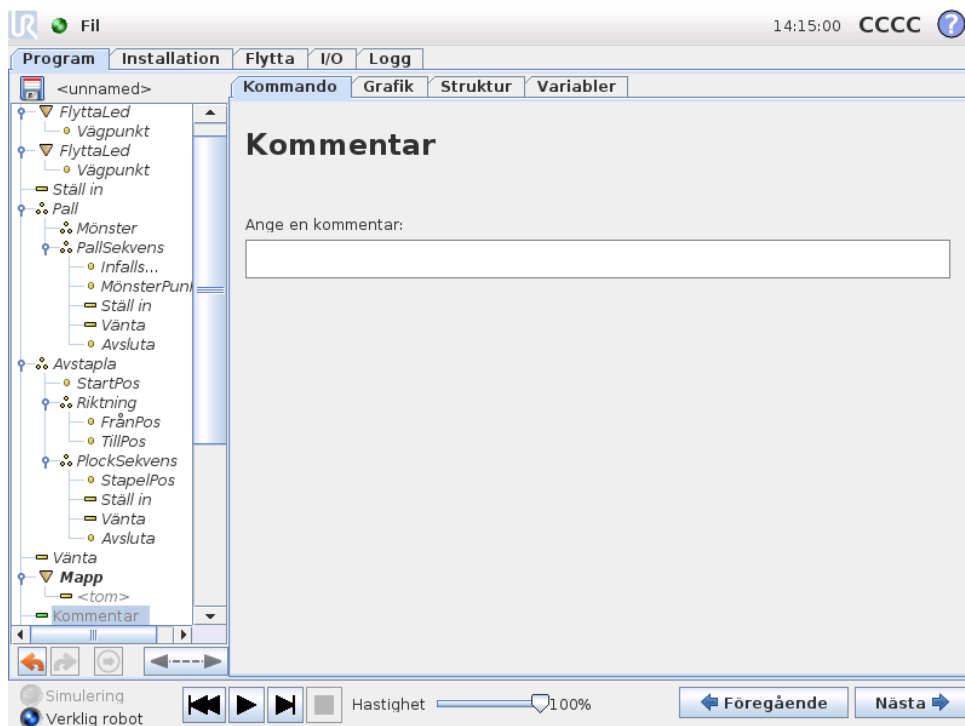 UR Fil 14:15:00 CCCC ?
Program Installation Flytta I/O Logg
<unnamed>
Kommando Grafik Struktur Variabler
FlyttaLed
Vägpunkt
FlyttaLed
Vägpunkt
Ställ in
Pall
Mönster
PallSekvens
Infalls...
MönsterPun
Ställ in
Vänta
Avsluta
Avstapla
StartPos
Riktning
FrånPos
TillPos
PlockSekvens
StapelPos
Ställ in
Vänta
Avsluta
Vänta
Mapp
<tom>
Kommentar
Kommentar
Ange en kommentar:
Simulering
Verklig robot
Hastighet 100%
Föregående Nästa